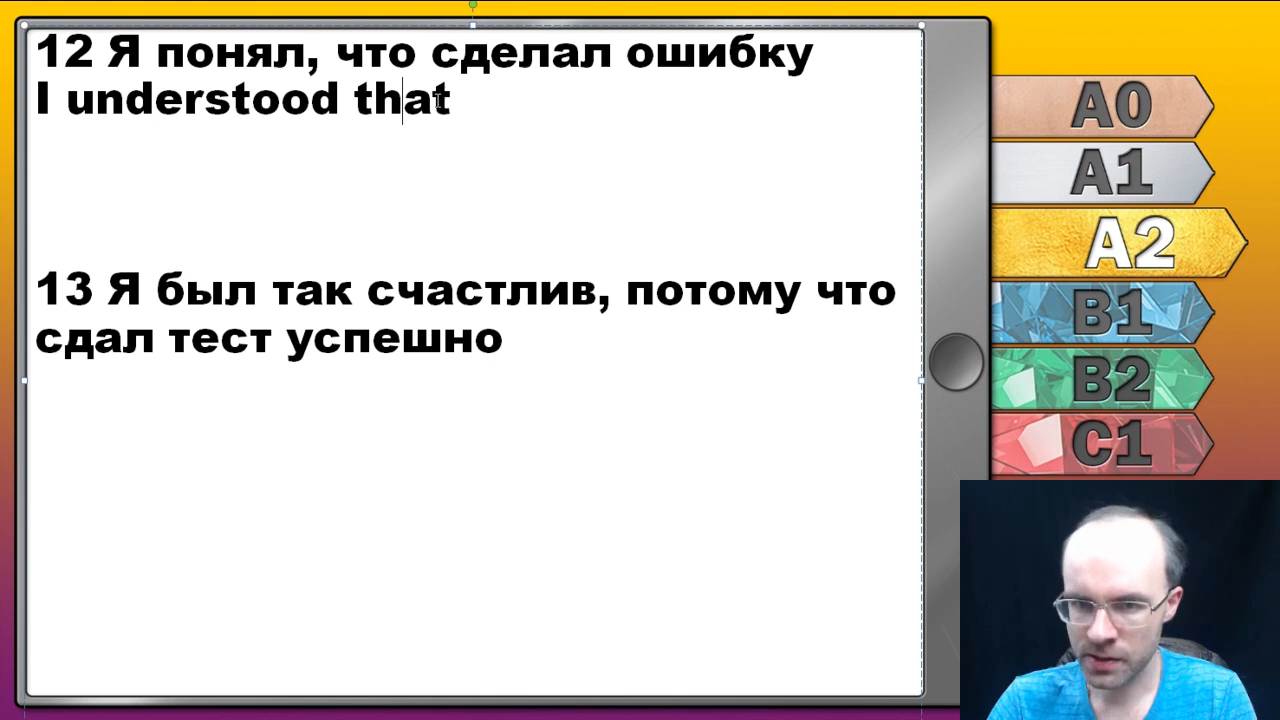 12 Я понял, что сделал ошибку
I understood that
13 Я был так счастлив, потому что
сдал тест успешно
A0
A1
A2
B1
B2
C1